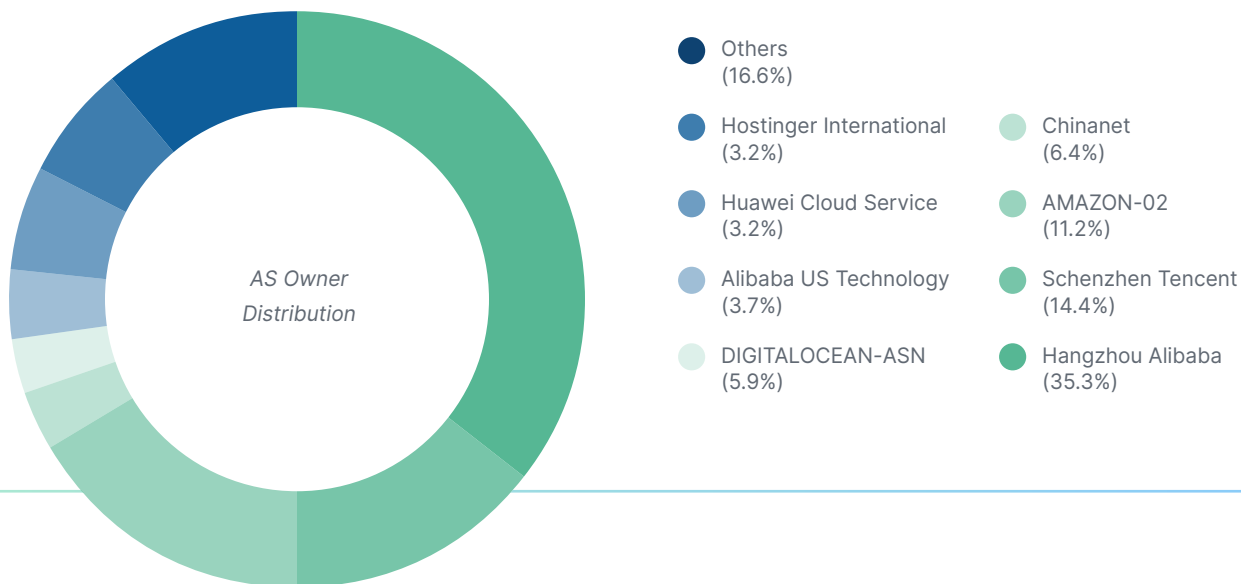 AS Owner
Distribution
Others
(16.6%)
Hostinger International
(3.2%)
Huawei Cloud Service
(3.2%)
Alibaba US Technology
(3.7%)
DIGITALOCEAN-ASN
(5.9%)
Chinanet
(6.4%)
AMAZON-02
(11.2%)
Schenzhen Tencent
(14.4%)
Hangzhou Alibaba
(35.3%)